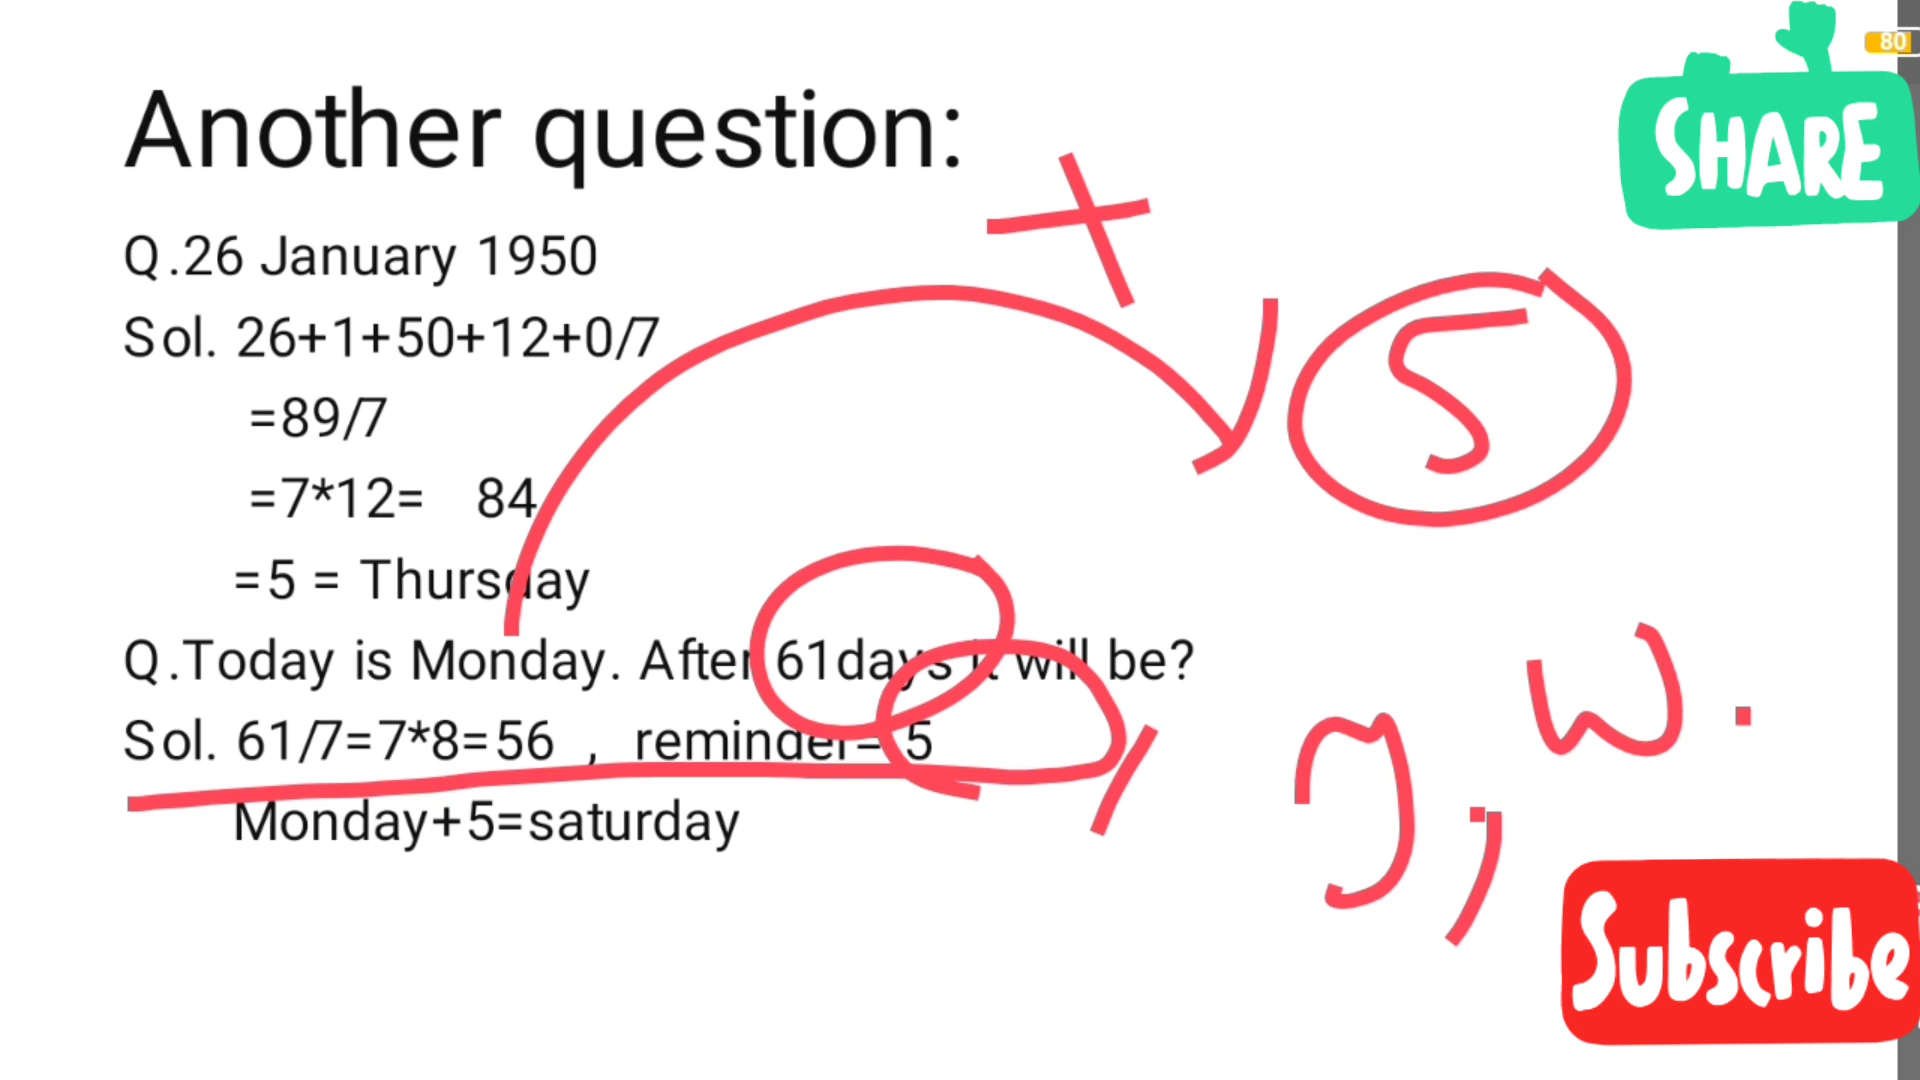 Another question:
Q.26 January 1950
Sol. 26+1+50+12+0/7
=89/7
=7*12= 84
=5 = Thursday
Q.Today is Monday. After 61days it will be?
Sol. 61/7=7*8=56 , reminder= 5
Monday+5=saturday
+
5
SHARE
80
w.
Subscribe